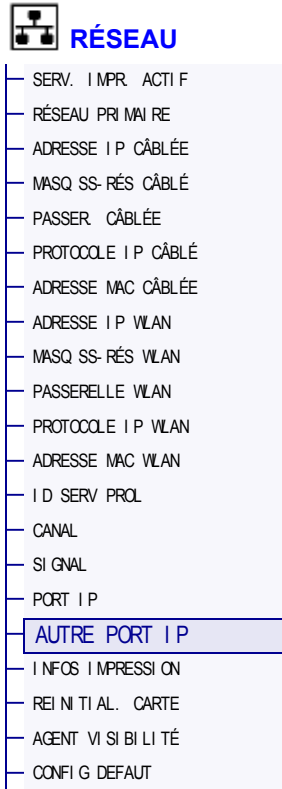 RÉSEAU
SERV. IMPR. ACTIF
RÉSEAU PRIMAIRE
ADRESSE IP CÂBLÉE
MASQ SS-RÉS CÂBLÉ
PASSER. CÂBLÉE
PROTOCOLE IP CÂBLÉ
ADRESSE MAC CÂBLÉE
ADRESSE IP WLAN
MASQ SS-RÉS WLAN
PASSERELLE WLAN
PROTOCOLE IP WLAN
ADRESSE MAC WLAN
ID SERV PROL
CANAL
SIGNAL
PORT IP
AUTRE PORT IP
INFOS IMPRESSION
REINITIAL. CARTE
AGENT VISIBILITÉ
CONFIG DEFAUT